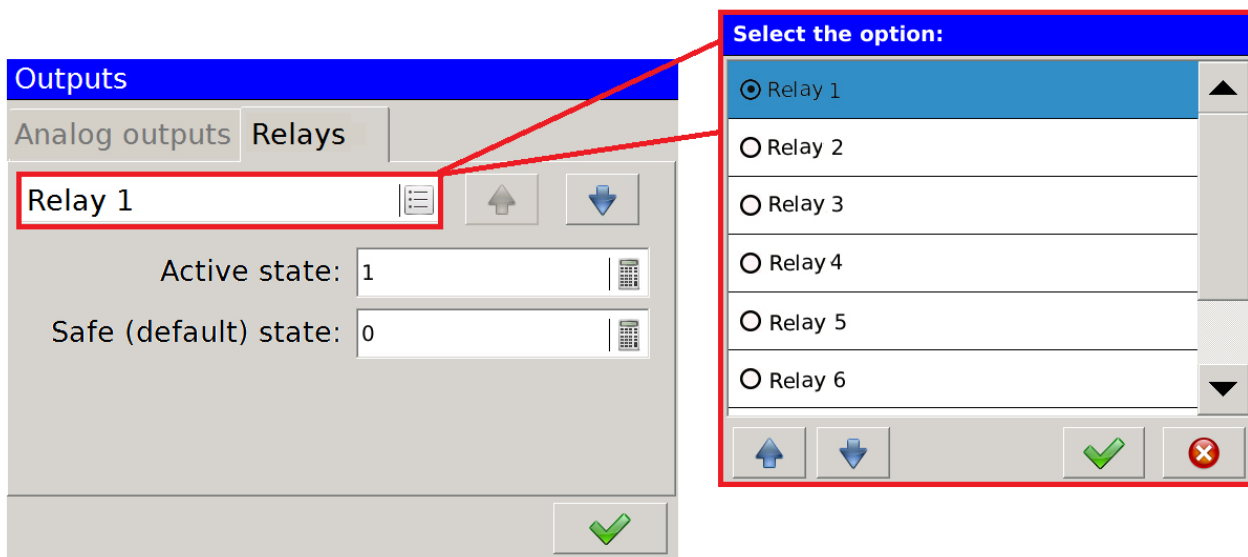 Outputs
Analog outputs
Relays
Relay 1
Active state:
1
Safe (default) state:
0
Select the option:
Relay 1
Relay 2
Relay 3
Relay 4
Relay 5
Relay 6